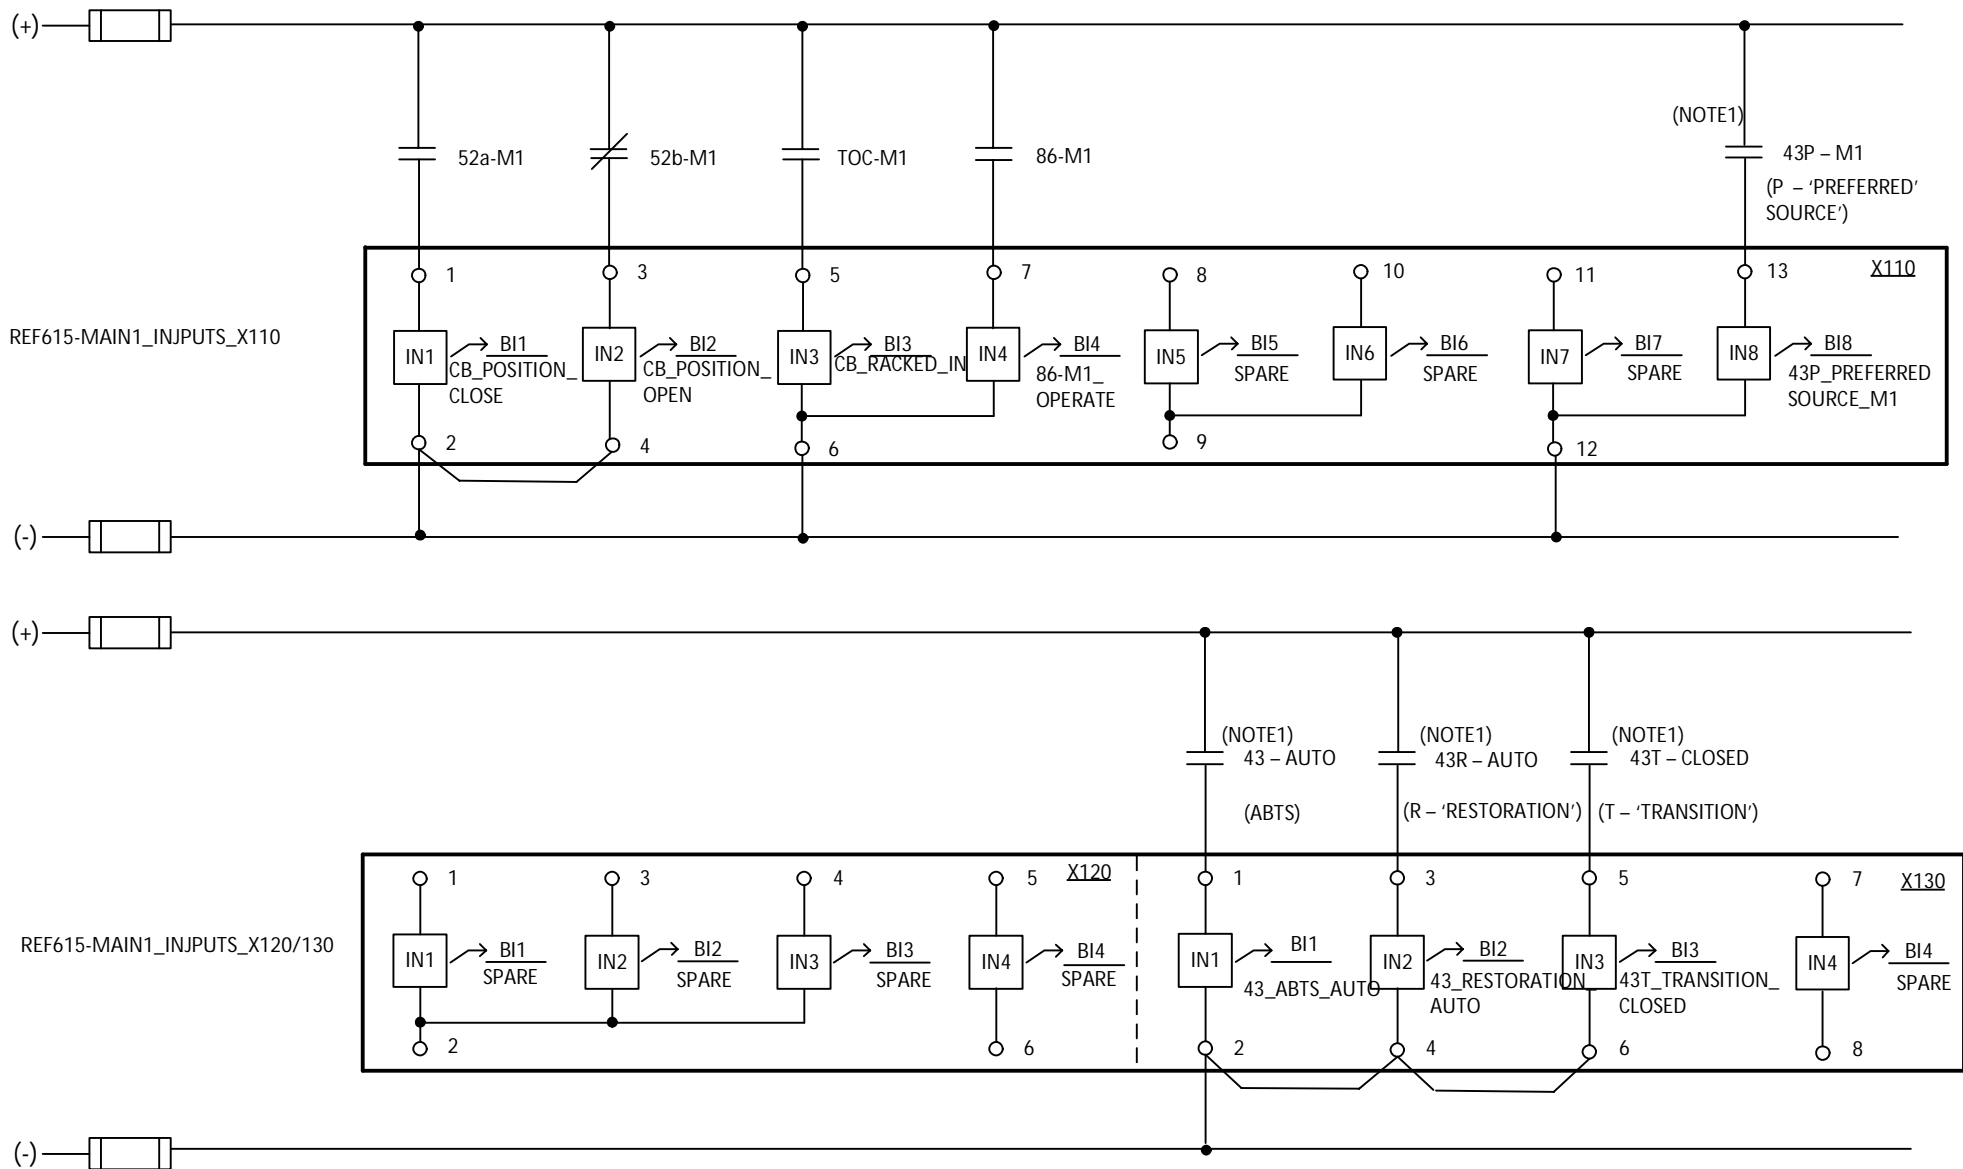 (+)
(NOTE1)
52a-M1
52b-M1
TOC-M1
86-M1
43P – M1
(P – ‘PREFERRED’
SOURCE’)
1
3
5
7
8
10
11
13
X110
REF615-MAIN1_INJPUTS_X110
IN1
BI1
CB_POSITION_
CLOSE
IN2
BI2
CB_POSITION_
OPEN
IN3
BI3
CB_RACKED_IN
IN4
BI4
86-M1_
OPERATE
IN5
BI5
SPARE
IN6
BI6
SPARE
IN7
BI7
SPARE
IN8
BI8
43P_PREFERRED
SOURCE_M1
2
4
6
9
12
(-)
(+)
(NOTE1)
43 – AUTO
(ABTS)
(NOTE1)
43R – AUTO
(R – ‘RESTORATION’)
(NOTE1)
43T – CLOSED
(T – ‘TRANSITION’)
1
3
4
5
X120
1
3
5
7
X130
REF615-MAIN1_INJPUTS_X120/130
IN1
BI1
SPARE
IN2
BI2
SPARE
IN3
BI3
SPARE
IN4
BI4
SPARE
IN1
BI1
43_ABTS_AUTO
IN2
BI2
43_RESTORATION_
AUTO
IN3
BI3
43T_TRANSITION_
CLOSED
IN4
BI4
SPARE
2
6
2
4
6
8
(-)